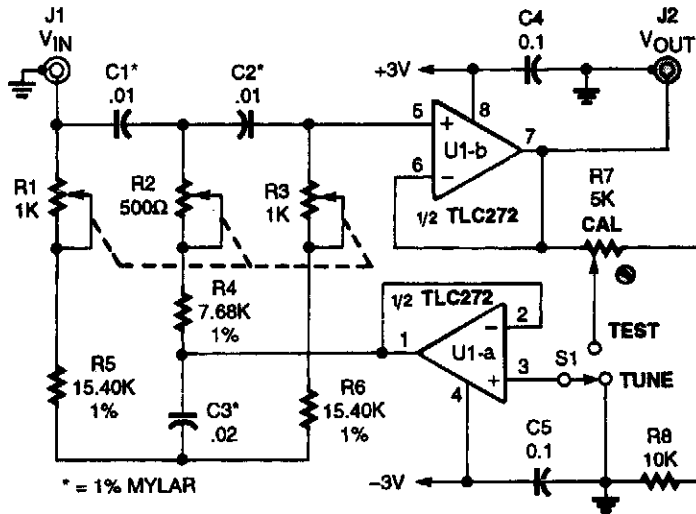 J1
VIN
C1*
.01
C2*
.01
C4
0.1
J2
VOUT
+3V
8
5
+
U1-b
7
6
−
1/2 TLC272
R1
1K
R2
500Ω
R3
1K
R7
5K
CAL
R4
7.68K
1%
1/2 TLC272
2
−
1
U1-a
+
3
4
S1
TEST
TUNE
R5
15.40K
1%
C3*
.02
R6
15.40K
1%
C5
0.1
R8
10K
−3V
* = 1% MYLAR